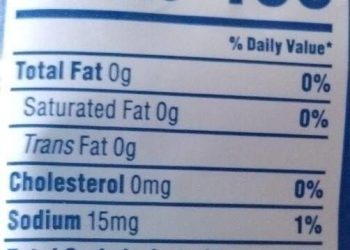 % Daily Value*
Total Fat 0g 0%
Saturated Fat 0g 0%
Trans Fat 0g
Cholesterol 0mg 0%
Sodium 15mg 1%